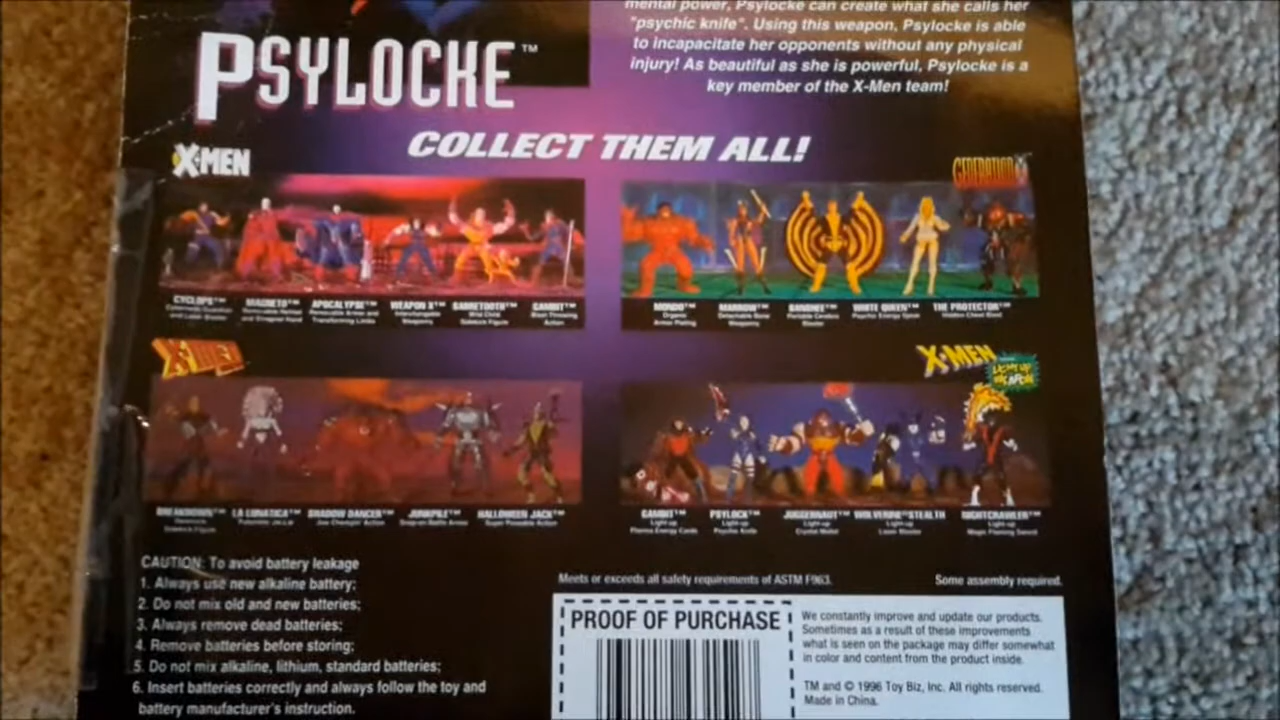 mental power, Psylocke can create what she calls her
"psychic knife". Using this weapon, Psylocke is able
to incapacitate her opponents without any physical
injury! As beautiful as she is powerful, Psylocke is a
key member of the X-Men team!
PSYLOCKE™
COLLECT THEM ALL!
X-MEN
GENERATION X
CYCLOPS™ MAGNETO™ APOCALYPSE™ WEAPON X™ SABRETOOTH™ GAMBIT™
MONDO™ MARROW™ BANSHEE™ WHITE QUEEN™ THE PROTECTOR™
X-MEN
X-MEN
LIGHT-UP
WEAPON
BREAKDOWN™ LA LUNATICA™ SHADOW DANCER™ JUNKPILE™ HALLOWEEN JACK™
GAMBIT™ PSYLOCK™ JUGGERNAUT™ WOLVERINE™ STEALTH NIGHTCRAWLER™
CAUTION: To avoid battery leakage
1. Always use new alkaline battery;
2. Do not mix old and new batteries;
3. Always remove dead batteries;
4. Remove batteries before storing;
5. Do not mix alkaline, lithium, standard batteries;
6. Insert batteries correctly and always follow the toy and
battery manufacturer's instruction.
Meets or exceeds all safety requirements of ASTM F963.
Some assembly required.
PROOF OF PURCHASE
We constantly improve and update our products.
Sometimes as a result of these improvements
what is seen on the package may differ somewhat
in color and content from the product inside.
TM and © 1996 Toy Biz, Inc. All rights reserved.
Made in China.